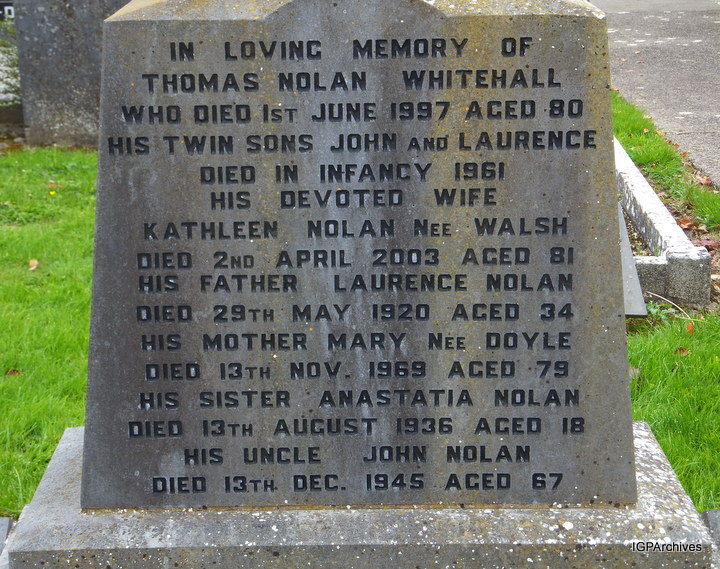 IN LOVING MEMORY OF
THOMAS NOLAN WHITEHALL
WHO DIED 1ST JUNE 1997 AGED 80
HIS TWIN SONS JOHN AND LAURENCE
DIED IN INFANCY 1961
HIS DEVOTED WIFE
KATHLEEN NOLAN NEE WALSH
DIED 2ND APRIL 2003 AGED 81
HIS FATHER LAURENCE NOLAN
DIED 29TH MAY 1920 AGED 34
HIS MOTHER MARY NEE DOYLE
DIED 13TH NOV. 1969 AGED 79
HIS SISTER ANASTATIA NOLAN
DIED 13TH AUGUST 1936 AGED 18
HIS UNCLE JOHN NOLAN
DIED 13TH DEC. 1945 AGED 67
IGPArchives